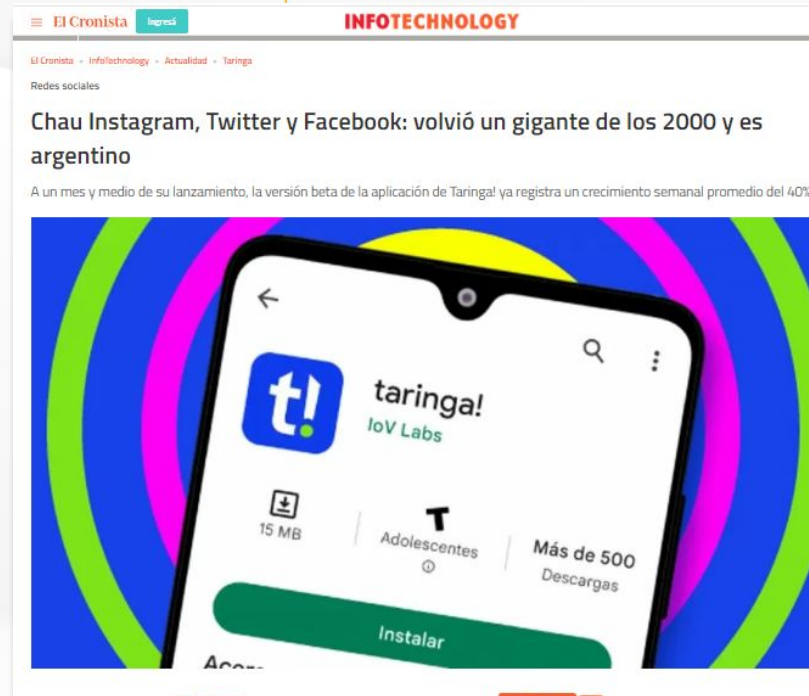 El Cronista Ingresá INFOTECHNOLOGY
El Cronista • InfoTechnology • Actualidad • Taringa
Redes sociales
Chau Instagram, Twitter y Facebook: volvió un gigante de los 2000 y es
argentino
A un mes y medio de su lanzamiento, la versión beta de la aplicación de Taringa! ya registra un crecimiento semanal promedio del 40%
t!
taringa!
IoV Labs
15 MB
T
Adolescentes
Más de 500
Descargas
Instalar